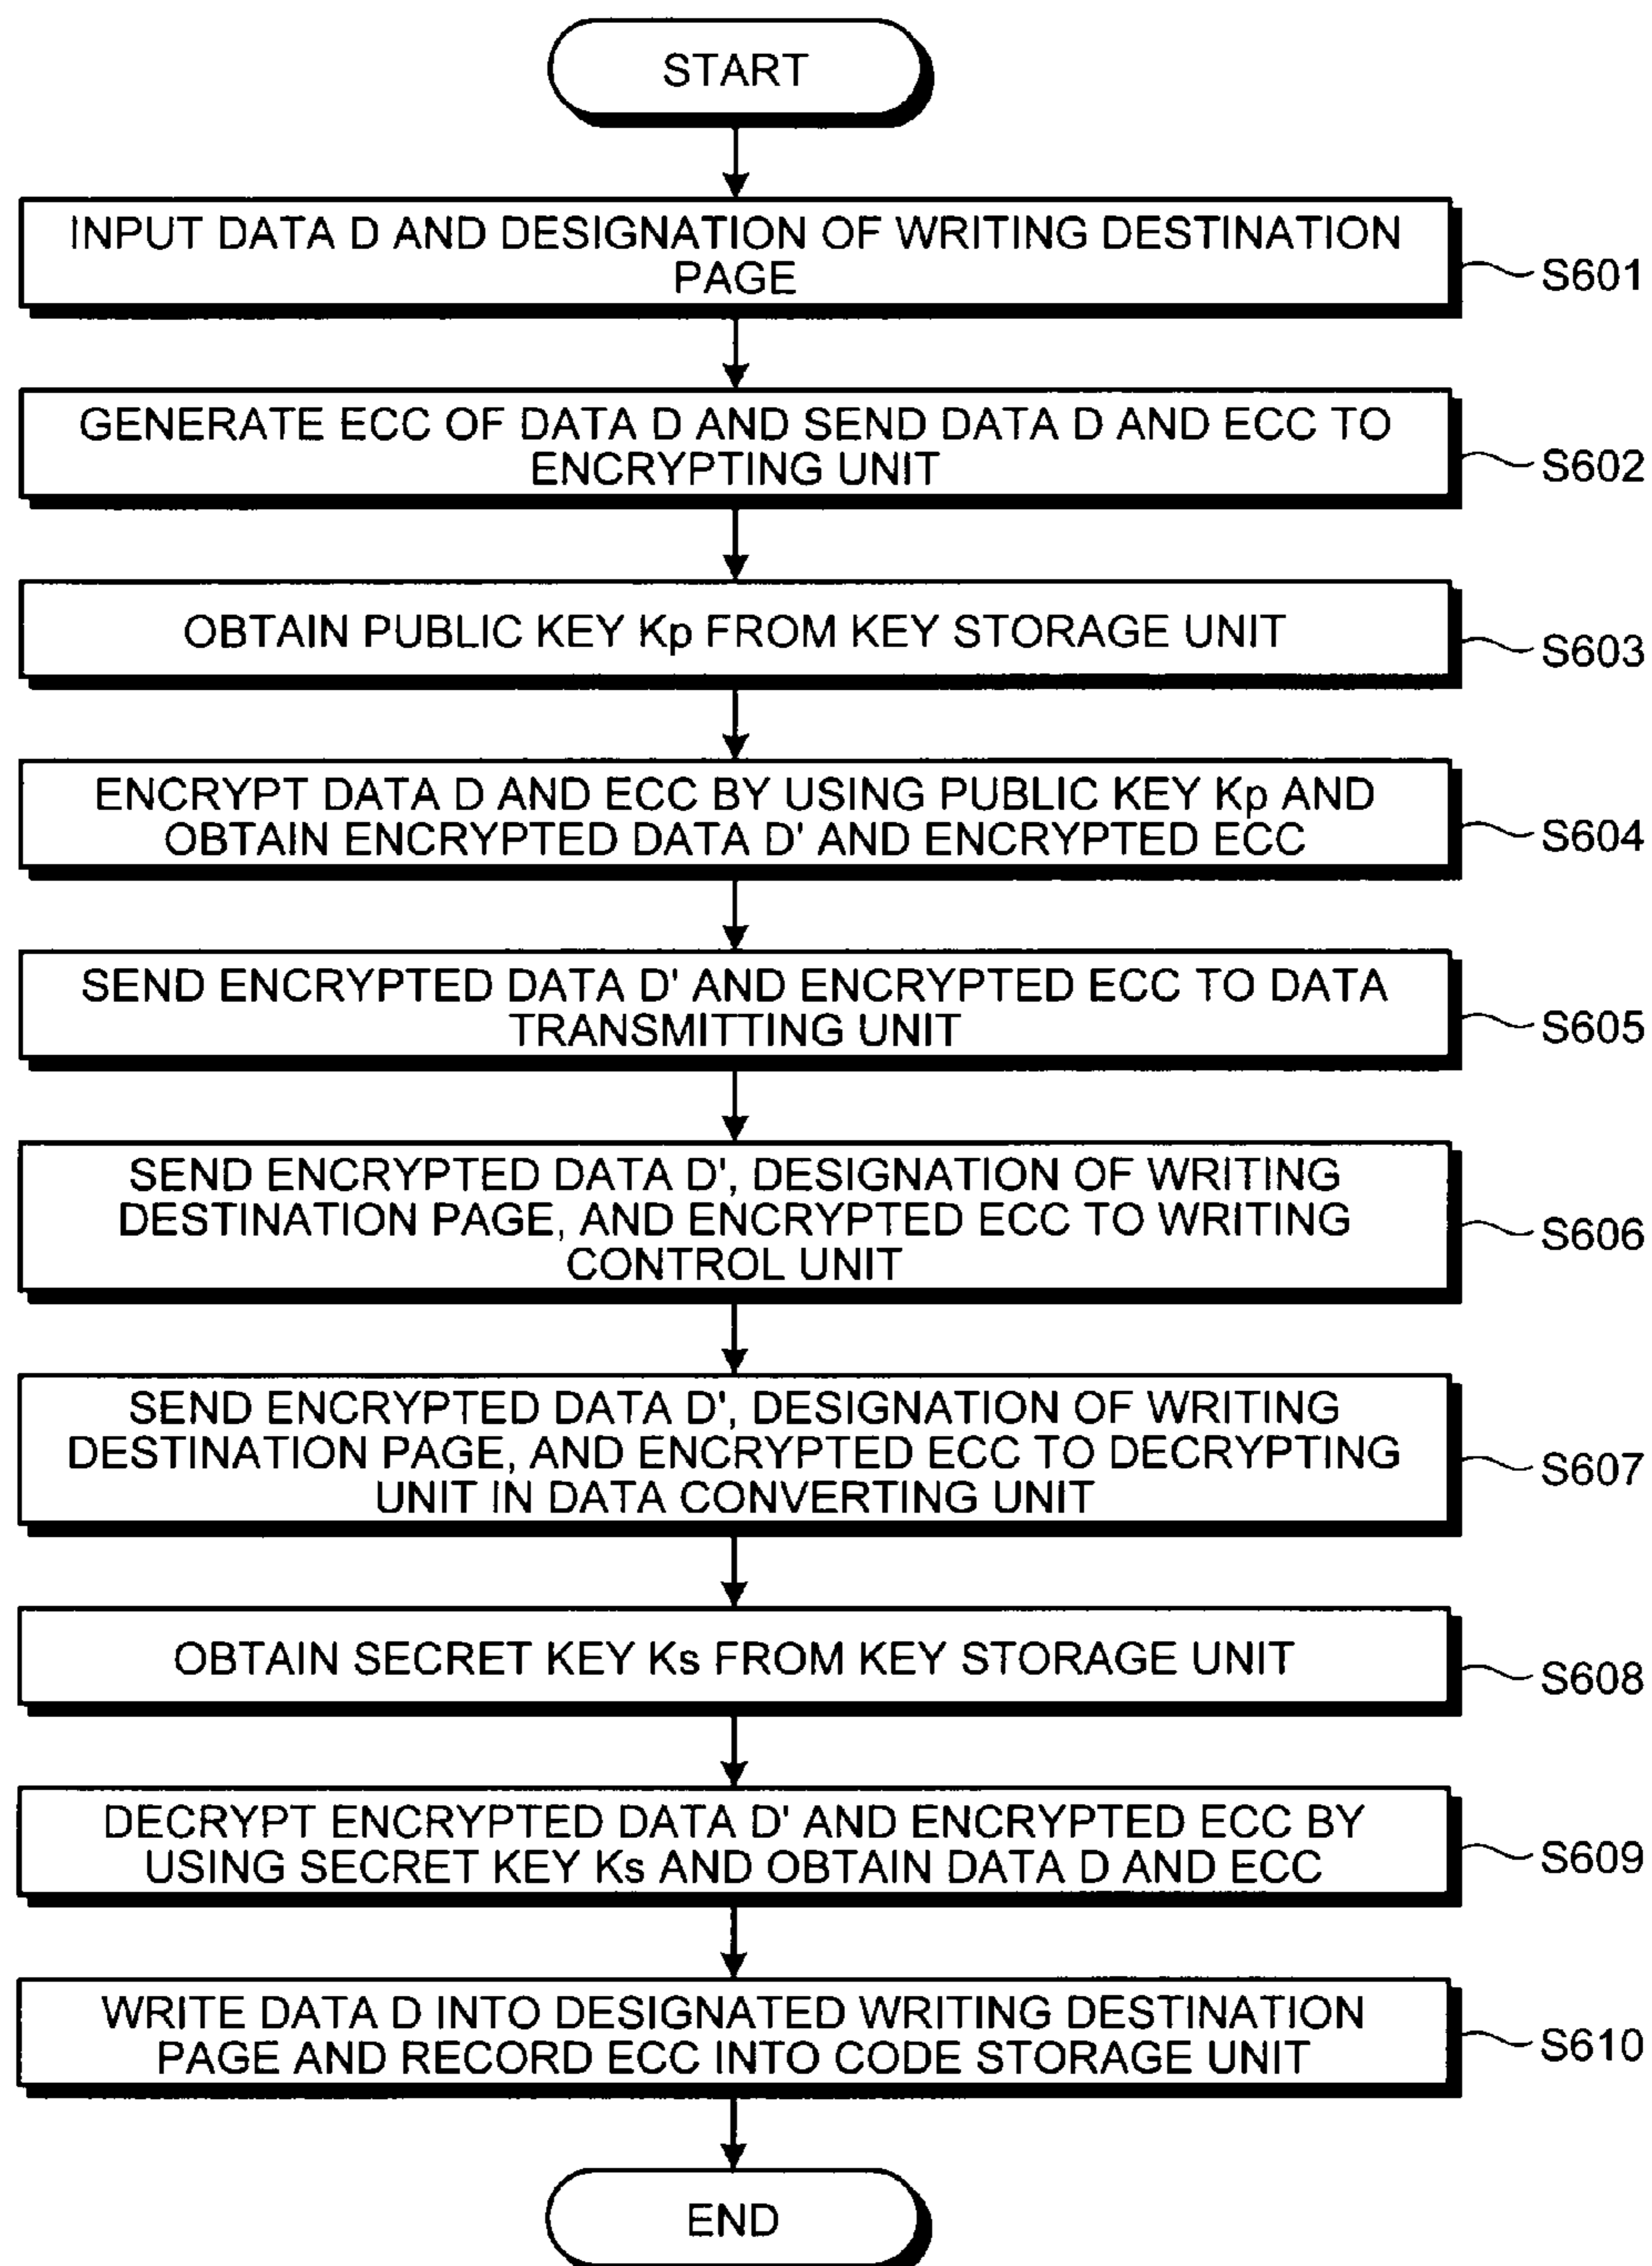 START
INPUT DATA D AND DESIGNATION OF WRITING DESTINATION
PAGE
S601
GENERATE ECC OF DATA D AND SEND DATA D AND ECC TO
ENCRYPTING UNIT
S602
OBTAIN PUBLIC KEY Kp FROM KEY STORAGE UNIT
S603
ENCRYPT DATA D AND ECC BY USING PUBLIC KEY Kp AND
OBTAIN ENCRYPTED DATA D' AND ENCRYPTED ECC
S604
SEND ENCRYPTED DATA D' AND ENCRYPTED ECC TO DATA
TRANSMITTING UNIT
S605
SEND ENCRYPTED DATA D', DESIGNATION OF WRITING
DESTINATION PAGE, AND ENCRYPTED ECC TO WRITING
CONTROL UNIT
S606
SEND ENCRYPTED DATA D', DESIGNATION OF WRITING
DESTINATION PAGE, AND ENCRYPTED ECC TO DECRYPTING
UNIT IN DATA CONVERTING UNIT
S607
OBTAIN SECRET KEY Ks FROM KEY STORAGE UNIT
S608
DECRYPT ENCRYPTED DATA D' AND ENCRYPTED ECC BY
USING SECRET KEY Ks AND OBTAIN DATA D AND ECC
S609
WRITE DATA D INTO DESIGNATED WRITING DESTINATION
PAGE AND RECORD ECC INTO CODE STORAGE UNIT
S610
END